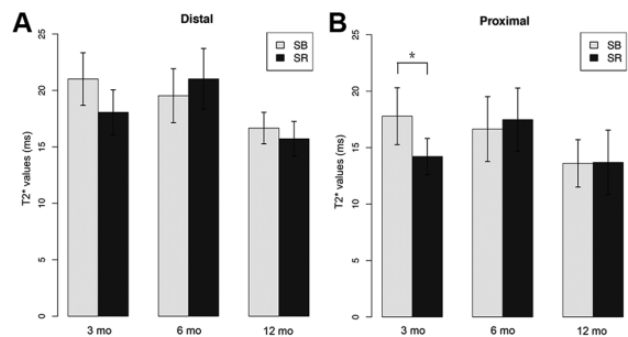 A
Distal
25
20
15
10
5
0
T2* values (ms)
SB
SR
3 mo
6 mo
12 mo
B
Proximal
25
20
15
10
5
0
T2* values (ms)
SB
SR
*
3 mo
6 mo
12 mo